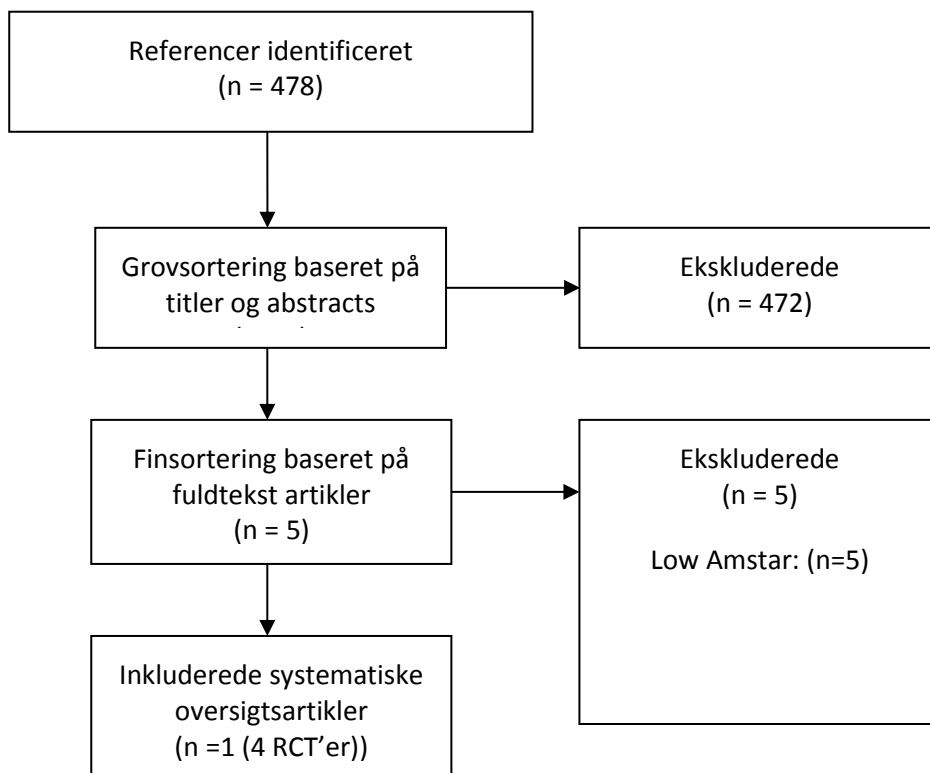 Referencer identificeret
(n = 478)
Grovsortering baseret på
titler og abstracts
Ekskluderede
(n = 472)
Finsortering baseret på
fuldtekst artikler
(n = 5)
Ekskluderede
(n = 5)
Low Amstar: (n=5)
Inkluderede systematiske
oversigtsartikler
(n =1 (4 RCT’er))